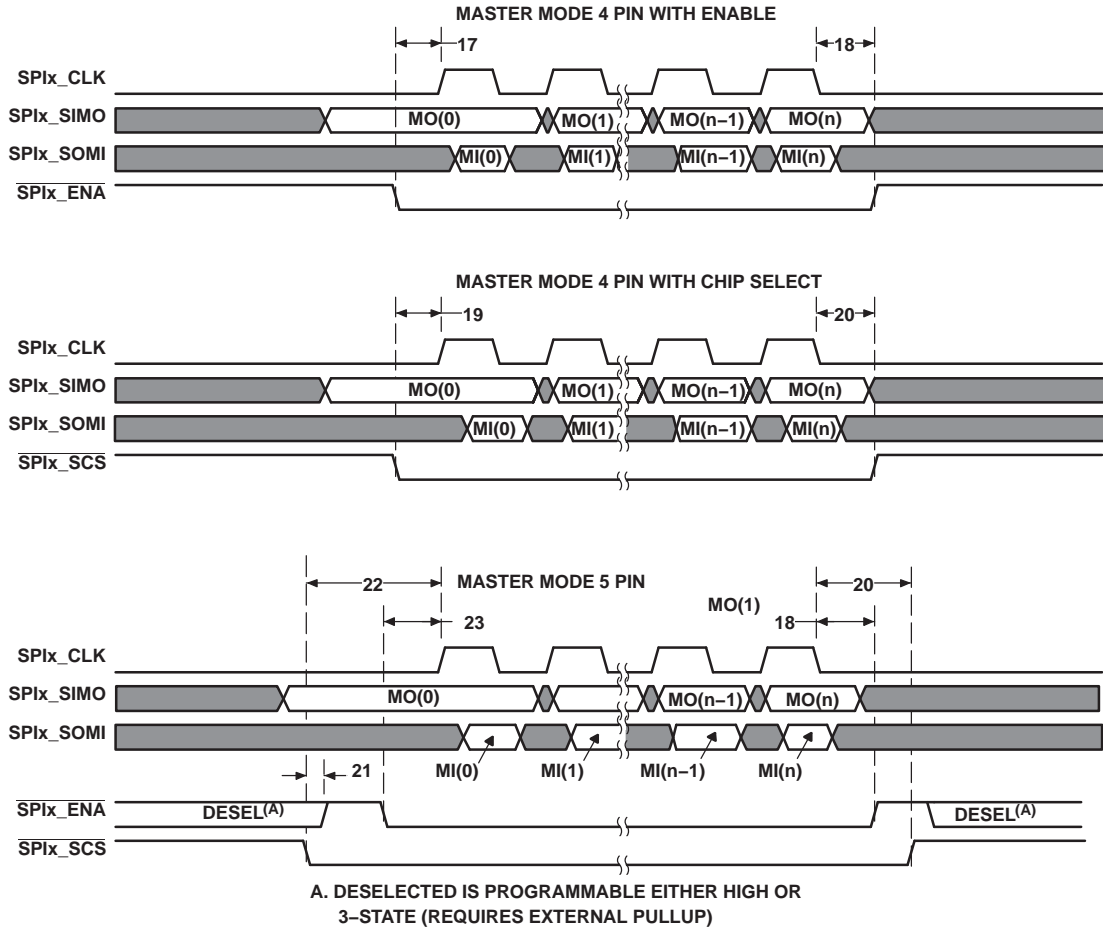 MASTER MODE 4 PIN WITH ENABLE
17
18
SPIx_CLK
SPIx_SIMO
MO(0)
MO(1)
MO(n−1)
MO(n)
SPIx_SOMI
MI(0)
MI(1)
MI(n−1)
MI(n)
SPIx_ENA
MASTER MODE 4 PIN WITH CHIP SELECT
19
20
SPIx_CLK
SPIx_SIMO
MO(0)
MO(1)
MO(n−1)
MO(n)
SPIx_SOMI
MI(0)
MI(1)
MI(n−1)
MI(n)
SPIx_SCS
22
MASTER MODE 5 PIN
20
MO(1)
23
18
SPIx_CLK
SPIx_SIMO
MO(0)
MO(n−1)
MO(n)
SPIx_SOMI
MI(0)
MI(1)
MI(n−1)
MI(n)
21
SPIx_ENA
DESEL(A)
DESEL(A)
SPIx_SCS
A. DESELECTED IS PROGRAMMABLE EITHER HIGH OR
3−STATE (REQUIRES EXTERNAL PULLUP)